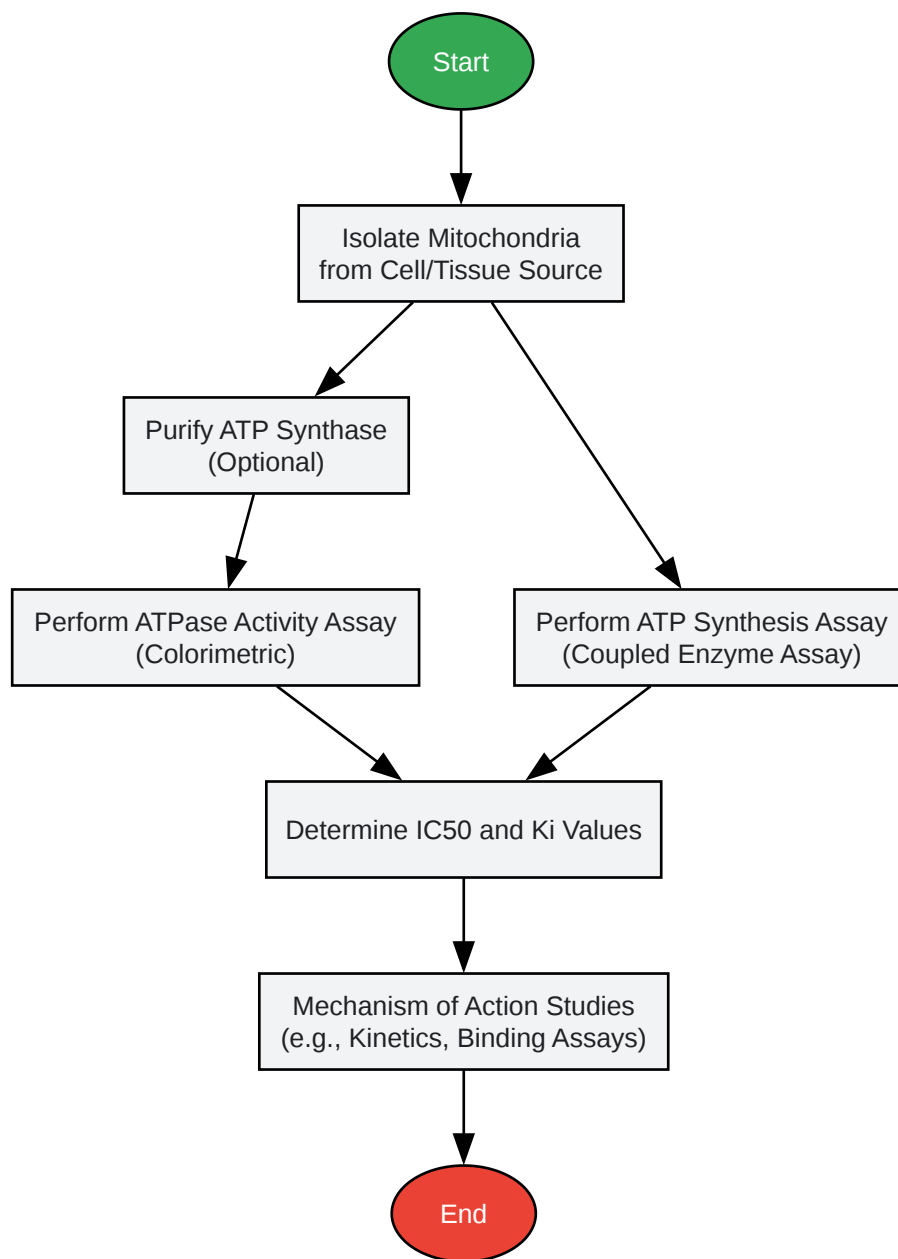 Start
Isolate Mitochondria
from Cell/Tissue Source
Purify ATP Synthase
(Optional)
Perform ATPase Activity Assay
(Colorimetric)
Perform ATP Synthesis Assay
(Coupled Enzyme Assay)
Determine IC50 and Ki Values
Mechanism of Action Studies
(e.g., Kinetics, Binding Assays)
End